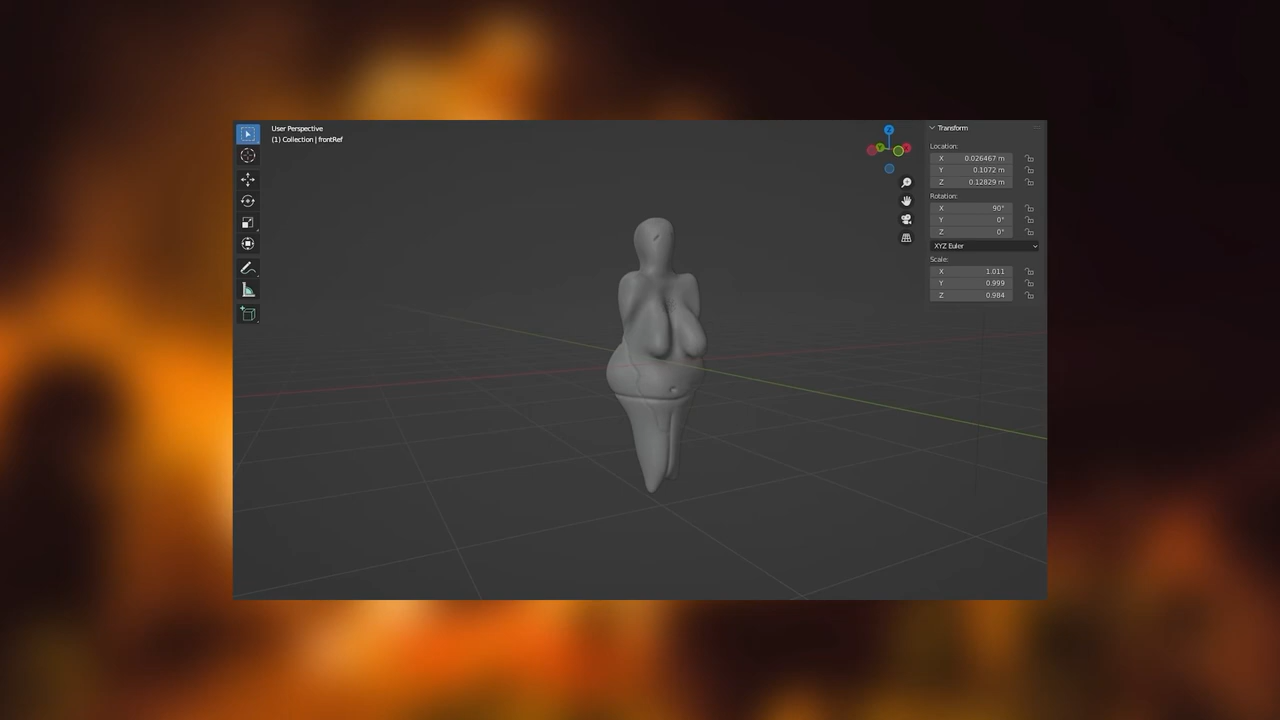 User Perspective
(1) Collection | frontRef
Transform
Location:
X 0.026467 m
Y 0.1072 m
Z 0.12829 m
Rotation:
X 90°
Y 0°
Z 0°
XYZ Euler
Scale:
X 1.011
Y 0.999
Z 0.984
Z
Y
X